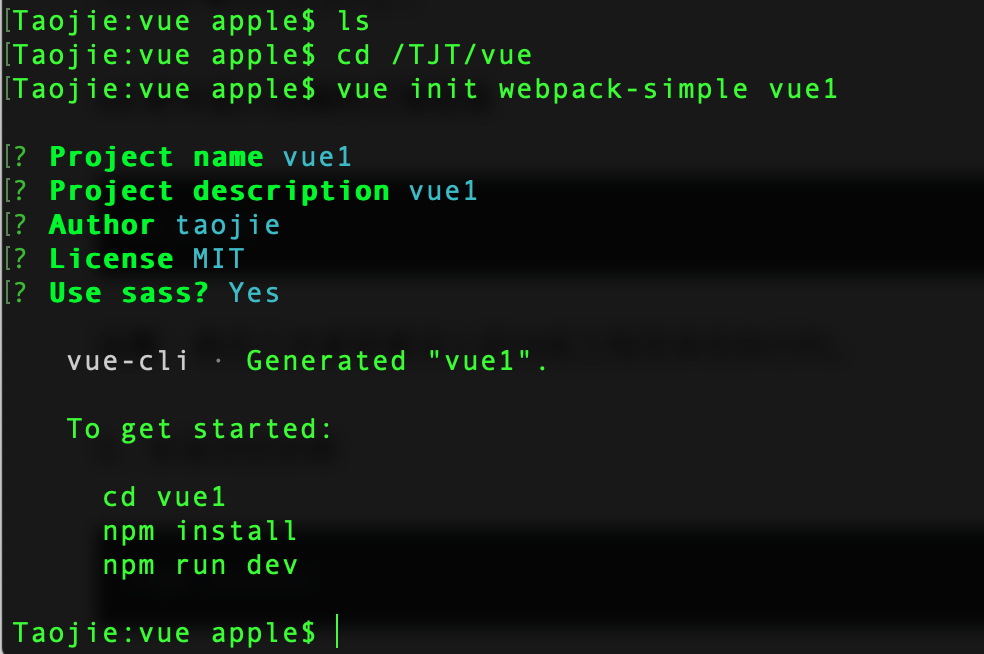 [Taojie:vue apple$ ls
[Taojie:vue apple$ cd /TJT/vue
[Taojie:vue apple$ vue init webpack-simple vue1
[? Project name vue1
[? Project description vue1
[? Author taojie
[? License MIT
[? Use sass? Yes
vue-cli · Generated "vue1".
To get started:
cd vue1
npm install
npm run dev
Taojie:vue apple$